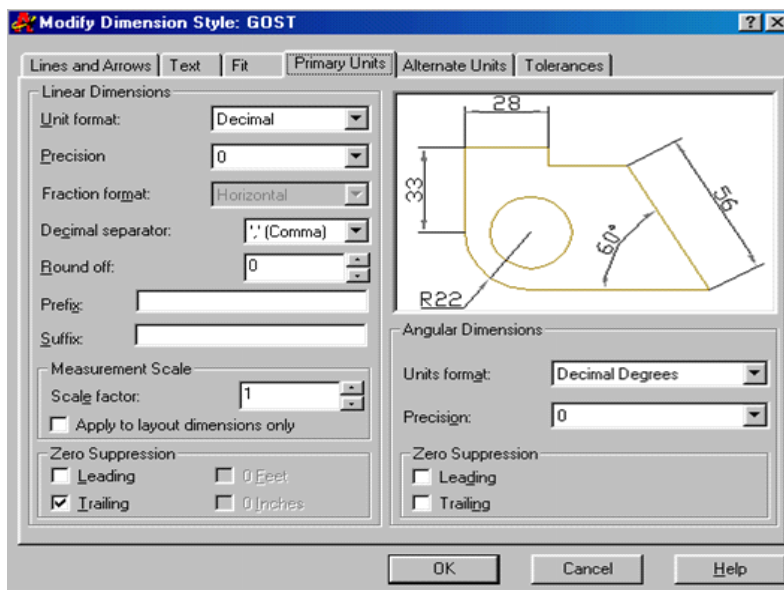 Modify Dimension Style: GOST
Lines and Arrows Text Fit Primary Units Alternate Units Tolerances
Linear Dimensions
Unit format: Decimal
Precision 0
Fraction format: Horizontal
Decimal separator: ',' (Comma)
Round off: 0
Prefix:
Suffix:
Measurement Scale
Scale factor: 1
Apply to layout dimensions only
Zero Suppression
Leading 0 Feet
Trailing 0 Inches
28
33
56
60°
R22
Angular Dimensions
Units format: Decimal Degrees
Precision: 0
Zero Suppression
Leading
Trailing
OK Cancel Help